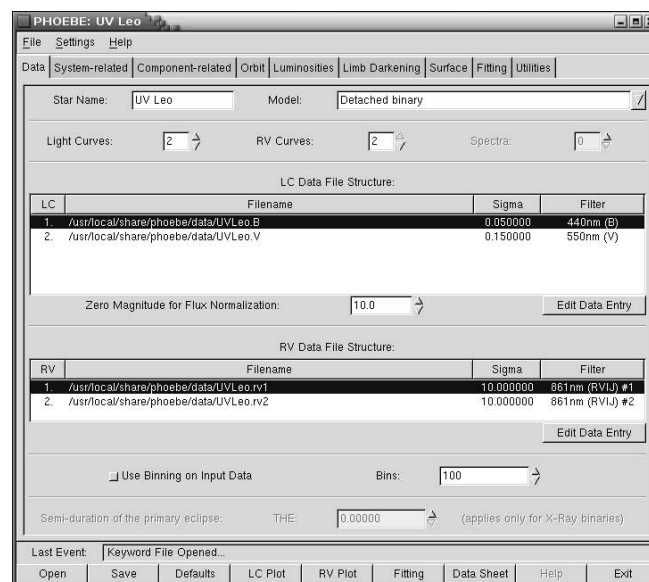 PHOEBE: UV Leo
File Settings Help
Data System-related Component-related Orbit Luminosities Limb Darkening Surface Fitting Utilities
Star Name: UV Leo Model: Detached binary
Light Curves: 2 RV Curves: 2 Spectra: 0
LC Data File Structure:
LC Filename Sigma Filter
1. /usr/local/share/phoebe/data/UVLeo.B 0.050000 440nm (B)
2. /usr/local/share/phoebe/data/UVLeo.V 0.150000 550nm (V)
Zero Magnitude for Flux Normalization: 10.0 Edit Data Entry
RV Data File Structure:
RV Filename Sigma Filter
1. /usr/local/share/phoebe/data/UVLeo.rv1 10.000000 861nm (RVIJ) #1
2. /usr/local/share/phoebe/data/UVLeo.rv2 10.000000 861nm (RVIJ) #2
Edit Data Entry
Use Binning on Input Data Bins: 100
Semi-duration of the primary eclipse: THE: 0.00000 (applies only for X-Ray binaries)
Last Event: Keyword File Opened...
Open Save Defaults LC Plot RV Plot Fitting Data Sheet Help Exit